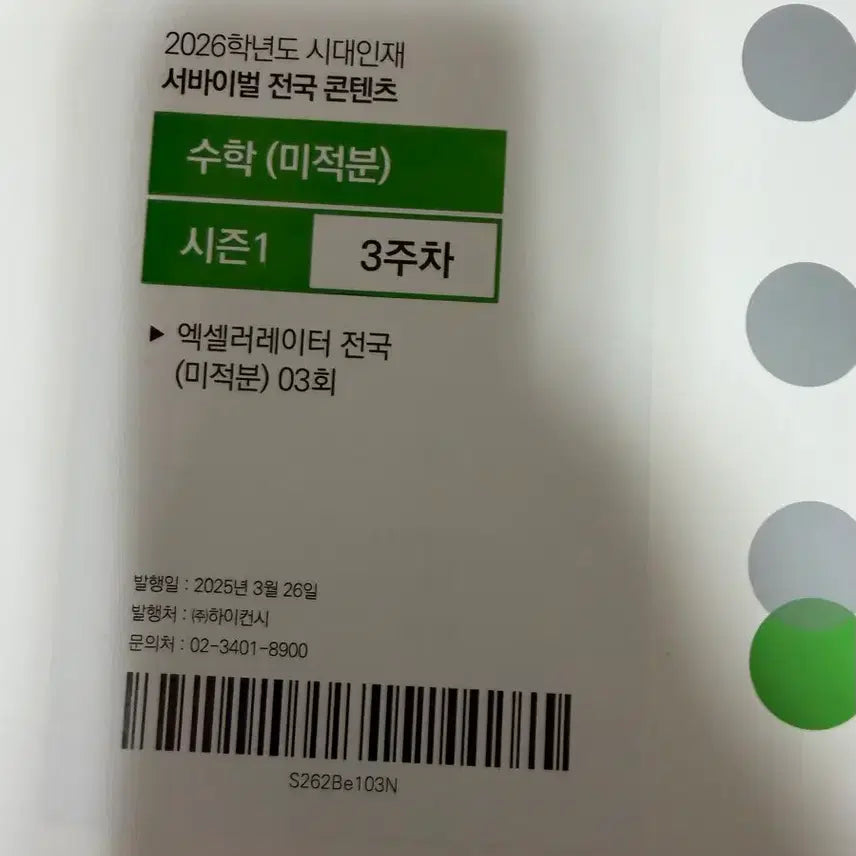 2026학년도 시대인재
서바이벌 전국 콘텐츠
수학 (미적분)
시즌1 3주차
▶ 엑셀러레이터 전국
(미적분) 03회
발행일 : 2025년 3월 26일
발행처 : ㈜하이컨시
문의처 : 02-3401-8900
S262Be103N